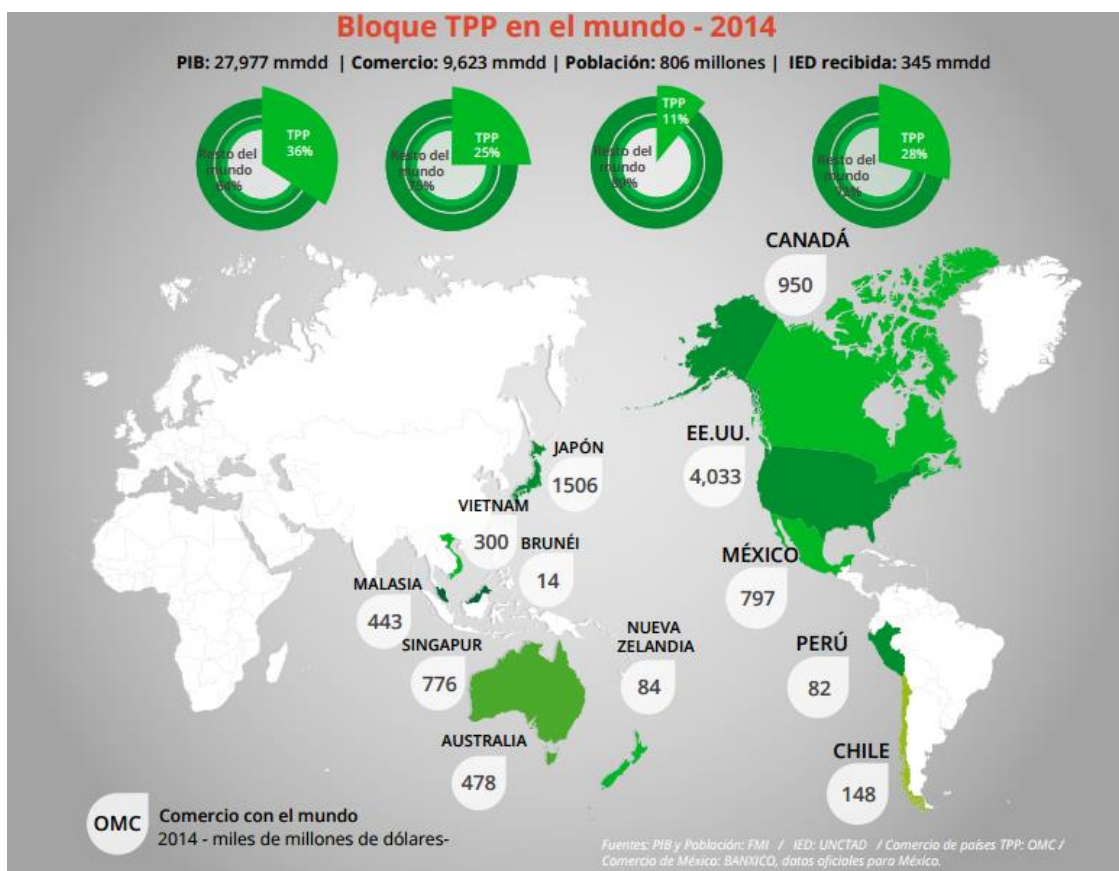 Bloque TPP en el mundo - 2014
PIB: 27,977 mmdd | Comercio: 9,623 mmdd | Población: 806 millones | IED recibida: 345 mmdd
TPP
36%
Resto del
mundo
64%
TPP
25%
Resto del
mundo
75%
TPP
11%
Resto del
mundo
89%
TPP
28%
Resto del
mundo
72%
CANADÁ
950
EE.UU.
4,033
JAPÓN
1506
VIETNAM
300
BRUNÉI
14
MALASIA
443
MÉXICO
797
SINGAPUR
776
NUEVA
ZELANDIA
84
PERÚ
82
AUSTRALIA
478
CHILE
148
OMC
Comercio con el mundo
2014 - miles de millones de dólares-
Fuentes: PIB y Población: FMI / IED: UNCTAD / Comercio de países TPP: OMC /
Comercio de México: BANXICO, datos oficiales para México.